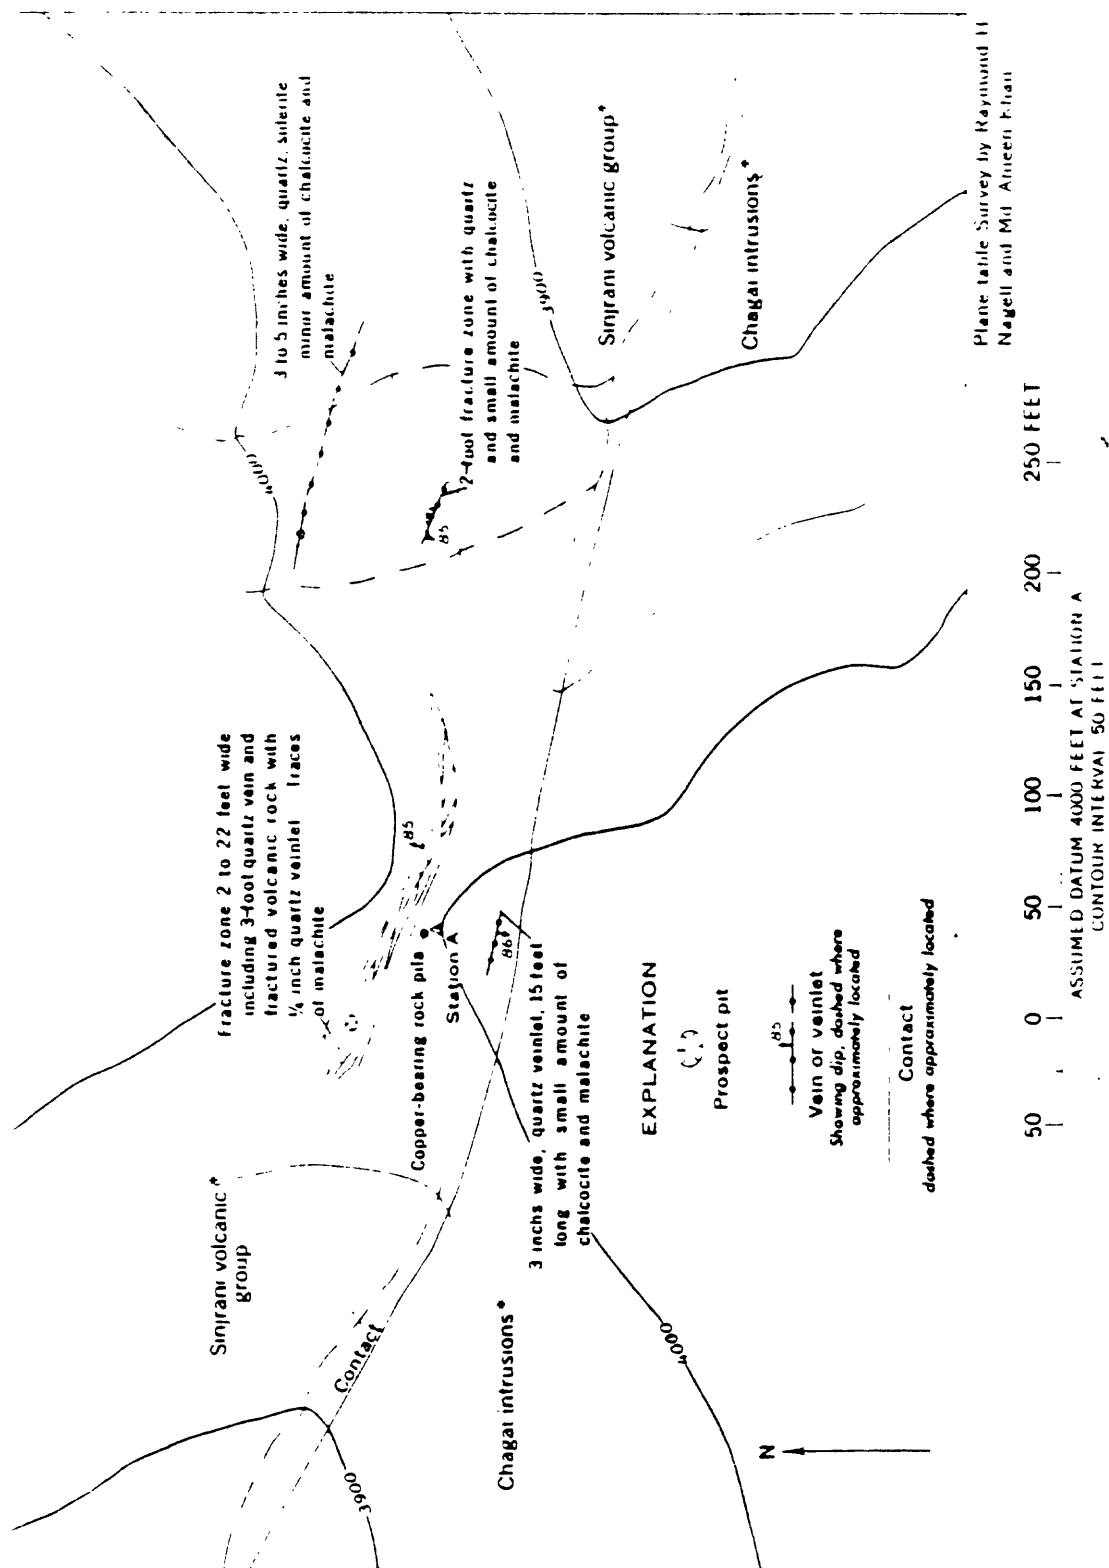 3 to 5 inches wide, quartz, siderite
minor amount of chalcocite and
malachite
4000
Fracture zone 2 to 22 feet wide
including 3-foot quartz vein and
fractured volcanic rock with
¼ inch quartz veinlet Traces
of malachite
85
2-foot fracture zone with quartz
and small amount of chalcocite
and malachite
85
3900
Sinjrani volcanic group*
Chagai intrusions*
Copper-bearing rock pile
Station A
86
3 inchs wide, quartz veinlet, 15 feet
long with small amount of
chalcocite and malachite
Sinjrani volcanic*
group
Contact
3900
Chagai intrusions*
4000
N
EXPLANATION
Prospect pit
85
Vein or veinlet
Showing dip, dashed where
approximately located
Contact
dashed where approximately located
50 0 50 100 150 200 250 FEET
ASSUMED DATUM 4000 FEET AT STATION A
CONTOUR INTERVAL 50 FEET
Plane table Survey by Raymond H
Nagell and Md Ameen Khan